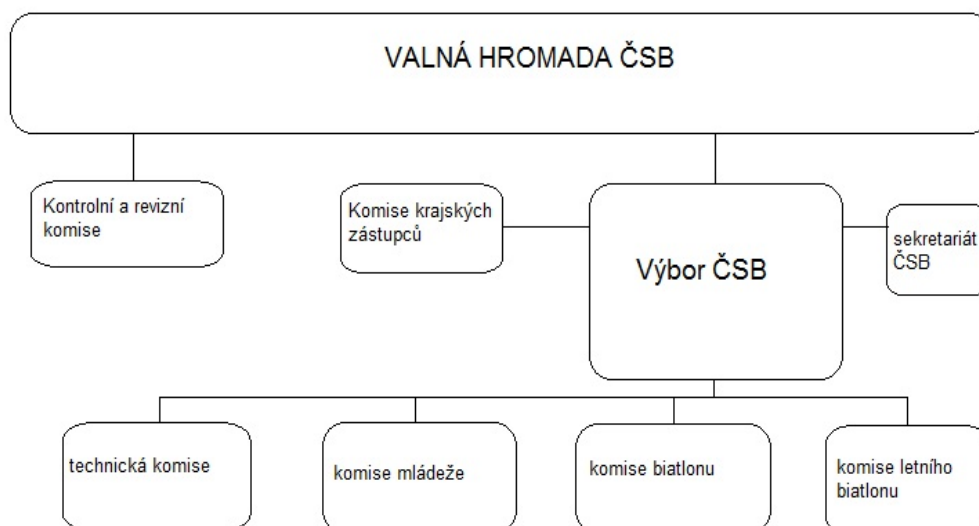 VALNÁ HROMADA ČSB
Kontrolní a revizní
komise
Komise krajských
zástupců
Výbor ČSB
sekretariát
ČSB
technická komise
komise mládeže
komise biatlonu
komise letního
biatlonu